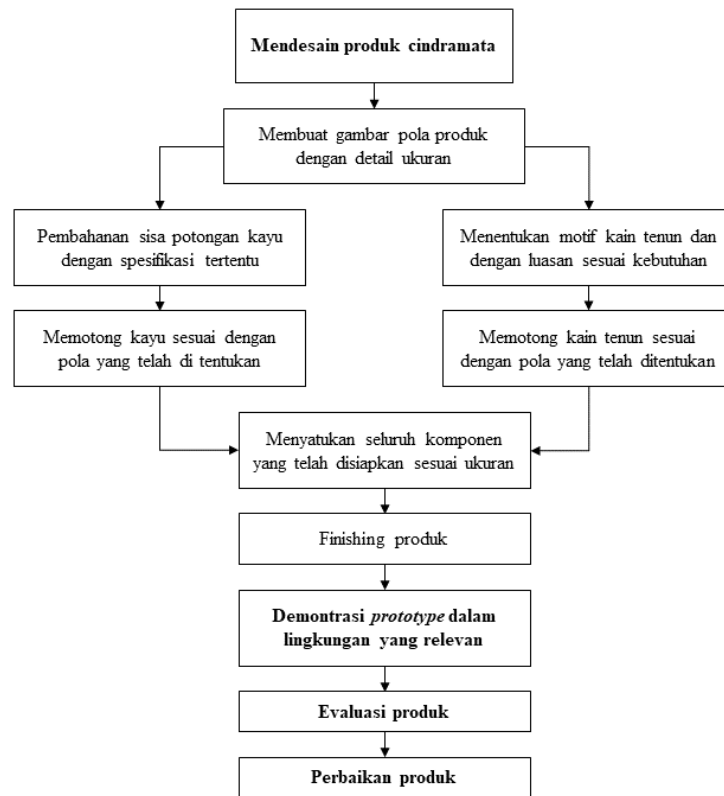 Mendesain produk cindramata
Membuat gambar pola produk
dengan detail ukuran
Pembahanan sisa potongan kayu
dengan spesifikasi tertentu
Menentukan motif kain tenun dan
dengan luasan sesuai kebutuhan
Memotong kayu sesuai dengan
pola yang telah di tentukan
Memotong kain tenun sesuai
dengan pola yang telah ditentukan
Menyatukan seluruh komponen
yang telah disiapkan sesuai ukuran
Finishing produk
Demontrasi prototype dalam
lingkungan yang relevan
Evaluasi produk
Perbaikan produk